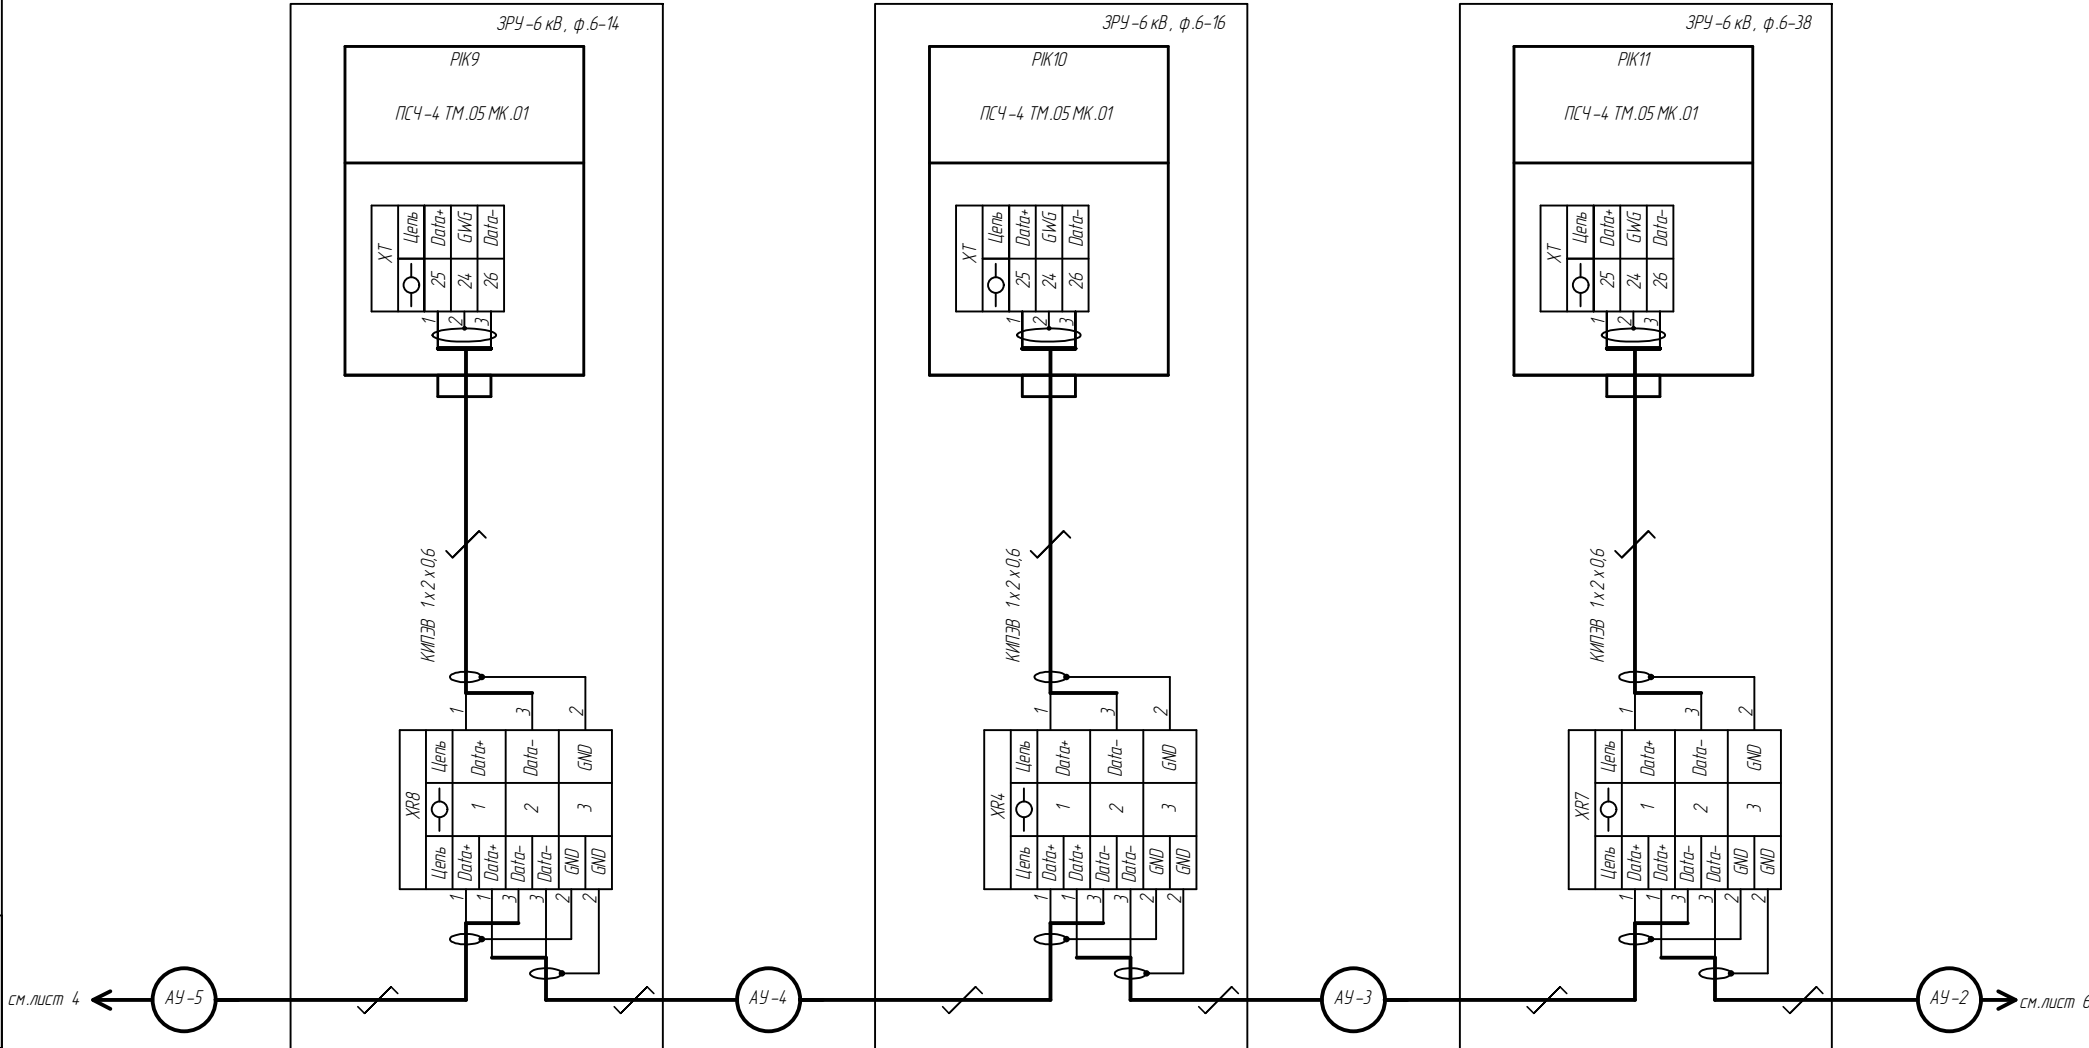 ЗРУ-6 кВ, ф.6-14
PIK9
ПСЧ-4 ТМ.05 МК.01
XT
Цепь
Data+
GWG
Data-
25
24
26
1
2
3
КИПЭВ 1х2х0,6
1
3
2
XR8
Цепь
Data+
Data-
GND
1
2
3
Цепь
Data+
Data+
Data-
Data-
GND
GND
1
1
3
3
2
2
ЗРУ-6 кВ, ф.6-16
PIK10
ПСЧ-4 ТМ.05 МК.01
XT
Цепь
Data+
GWG
Data-
25
24
26
1
2
3
КИПЭВ 1х2х0,6
1
3
2
XR4
Цепь
Data+
Data-
GND
1
2
3
Цепь
Data+
Data+
Data-
Data-
GND
GND
1
1
3
3
2
2
ЗРУ-6 кВ, ф.6-38
PIK11
ПСЧ-4 ТМ.05 МК.01
XT
Цепь
Data+
GWG
Data-
25
24
26
1
2
3
КИПЭВ 1х2х0,6
1
3
2
XR7
Цепь
Data+
Data-
GND
1
2
3
Цепь
Data+
Data+
Data-
Data-
GND
GND
1
1
3
3
2
2
см.лист 4
АУ-5
АУ-4
АУ-3
АУ-2
см.лист 6